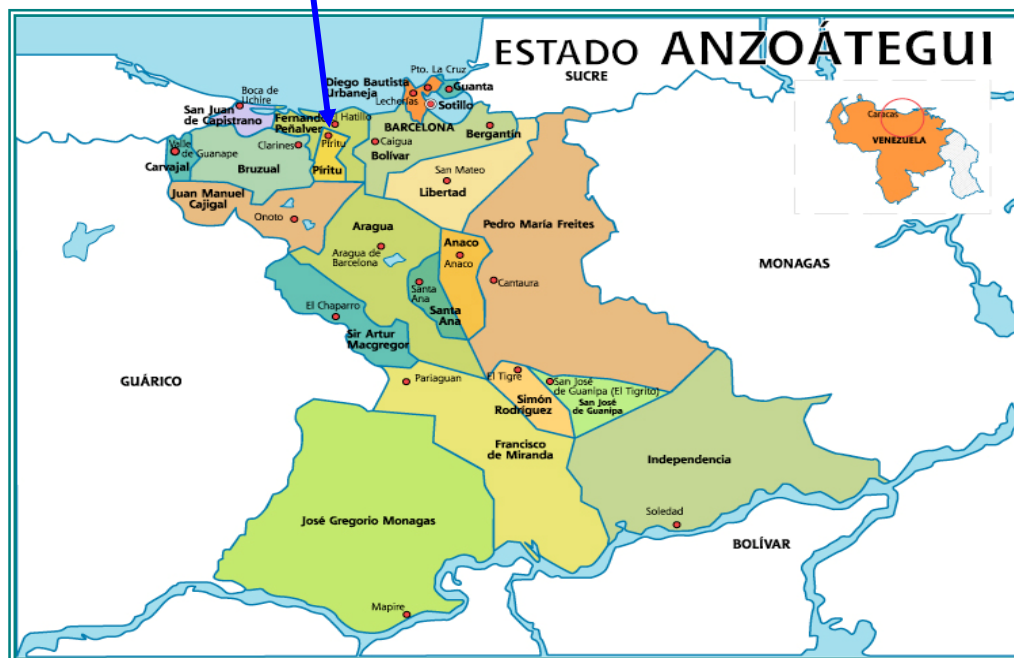 ESTADO ANZOÁTEGUI
SUCRE
Pto. La Cruz
Diego Bautista
Urbaneja
Guanta
Lecherías
Sotillo
Boca de
Uchire
San Juan
de Capistrano
Fernando
Peñalver
El Hatillo
Píritu
BARCELONA
Bergantín
Caigua
Bolívar
Clarines
Valle
de Guanape
Carvajal
Bruzual
Píritu
San Mateo
Libertad
Juan Manuel
Cajigal
Onoto
Aragua
Aragua de
Barcelona
Anaco
Anaco
Pedro María Freites
Cantaura
Santa
Ana
Santa
Ana
El Chaparro
Sir Artur
Macgregor
MONAGAS
GUÁRICO
Pariaguan
El Tigre
San José
de Guanipa (El Tigrito)
San José
de Guanipa
Simón
Rodríguez
Francisco
de Miranda
Independencia
José Gregorio Monagas
Soledad
BOLÍVAR
Mapire
Caracas
VENEZUELA